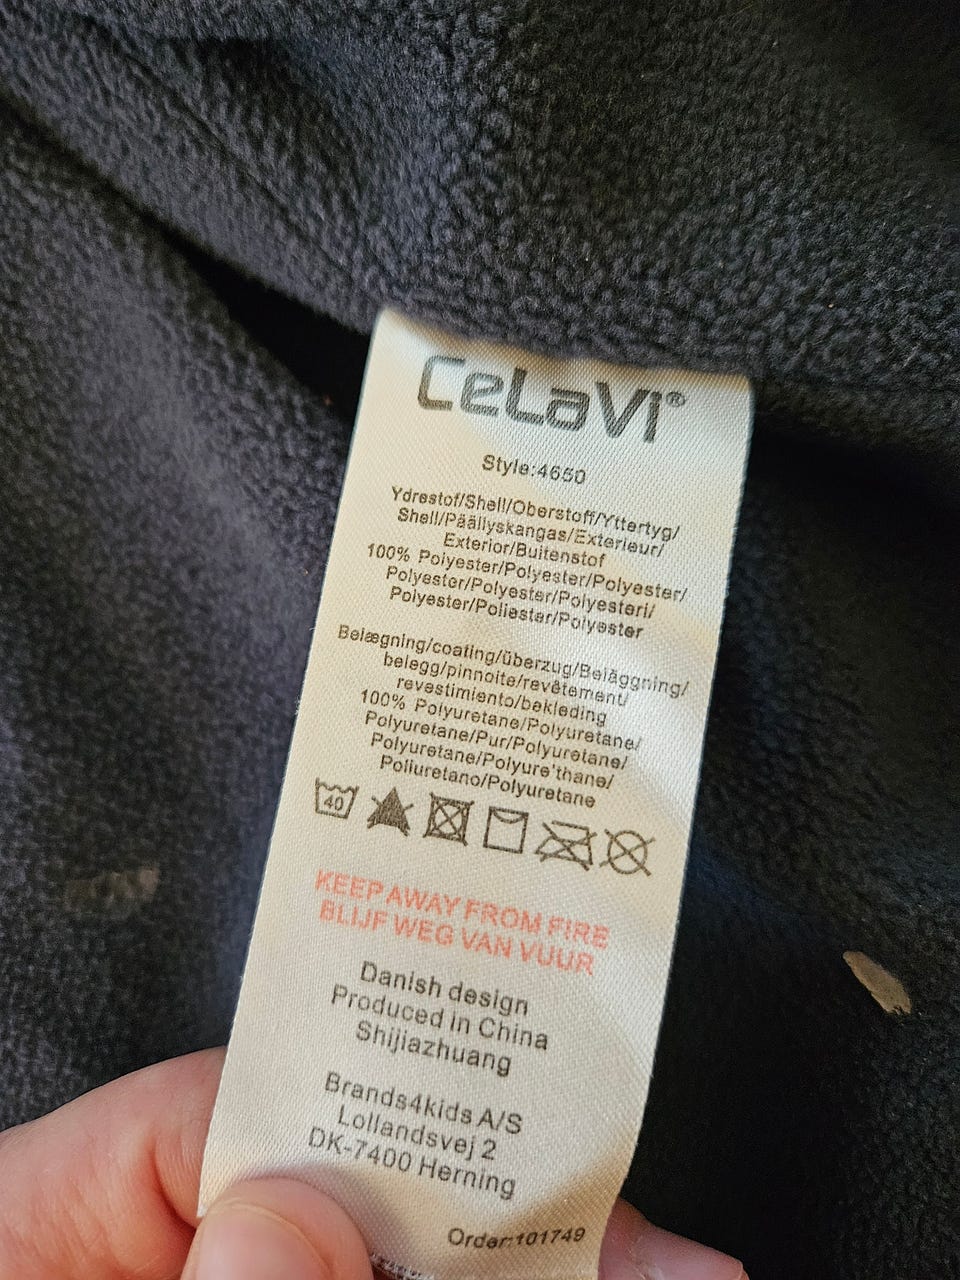 CeLaVi®
Style:4650
Ydrestof/Shell/Oberstoff/Yttertyg/
Shell/Päällyskangas/Exterieur/
Exterior/Buitenstof
100% Polyester/Polyester/Polyester/
Polyester/Polyester/Polyesteri/
Polyester/Poliester/Polyester
Belægning/coating/überzug/Beläggning/
belegg/pinnoite/revêtement/
revestimiento/bekleding
100% Polyuretane/Polyuretane/
Polyuretane/Pur/Polyuretane/
Polyuretane/Polyure'thane/
Poliuretano/Polyuretane
40
KEEP AWAY FROM FIRE
BLIJF WEG VAN VUUR
Danish design
Produced in China
Shijiazhuang
Brands4kids A/S
Lollandsvej 2
DK-7400 Herning
Order:101749